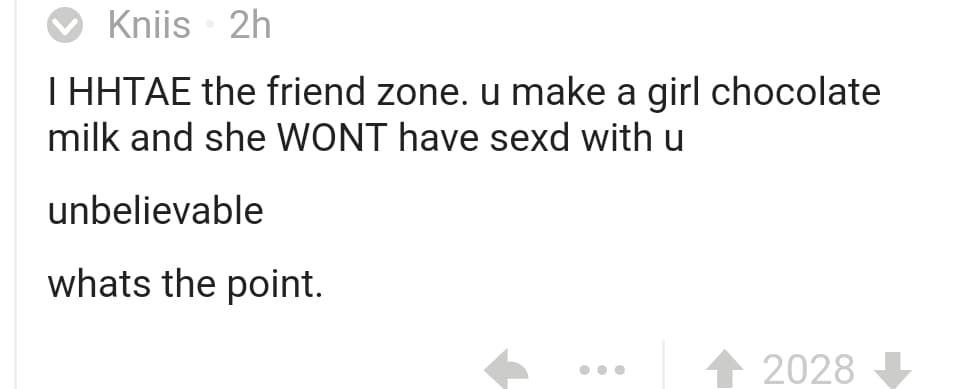 Kniis • 2h
I HHTAE the friend zone. u make a girl chocolate
milk and she WONT have sexd with u
unbelievable
whats the point.
2028